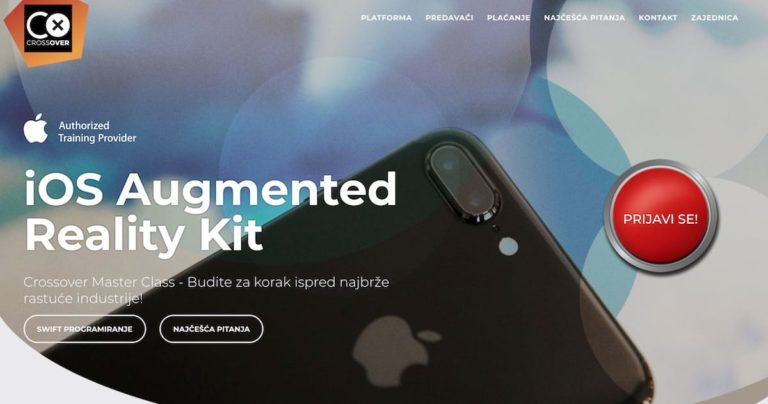 CO×
CROSSOVER
PLATFORMA PREDAVAČI PLAĆANJE NAJČEŠĆA PITANJA KONTAKT ZAJEDNICA
Authorized
Training Provider
iOS Augmented
Reality Kit
PRIJAVI SE!
Crossover Master Class - Budite za korak ispred najbrže
rastuće industrije!
SWIFT PROGRAMIRANJE NAJČEŠĆA PITANJA